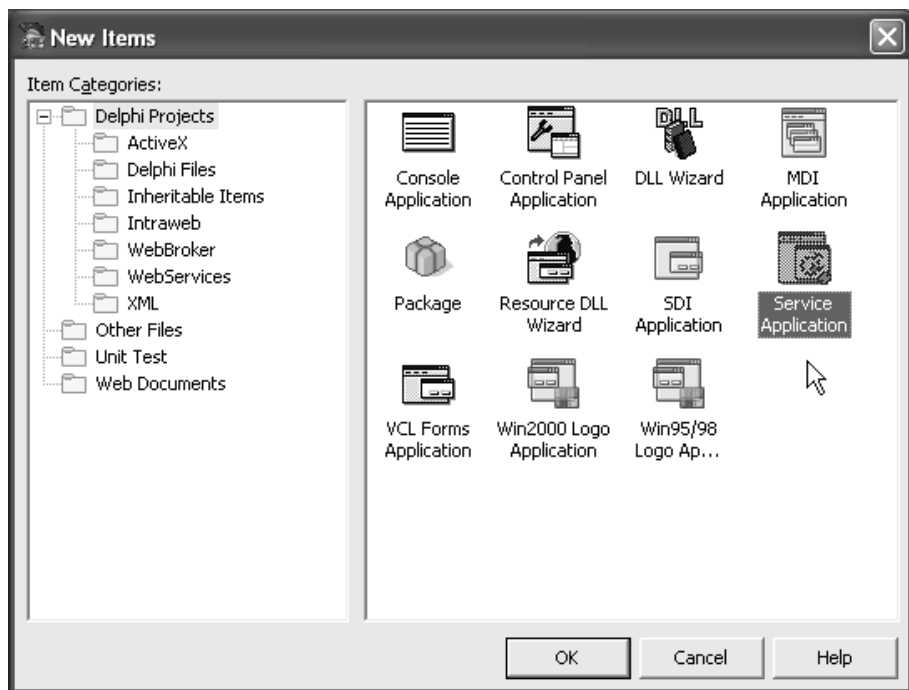 New Items
Item Categories:
Delphi Projects
ActiveX
Delphi Files
Inheritable Items
Intraweb
WebBroker
WebServices
XML
Other Files
Unit Test
Web Documents
Console
Application
Control Panel
Application
DLL Wizard
MDI
Application
Package
Resource DLL
Wizard
SDI
Application
Service
Application
VCL Forms
Application
Win2000 Logo
Application
Win95/98
Logo Ap...
OK
Cancel
Help